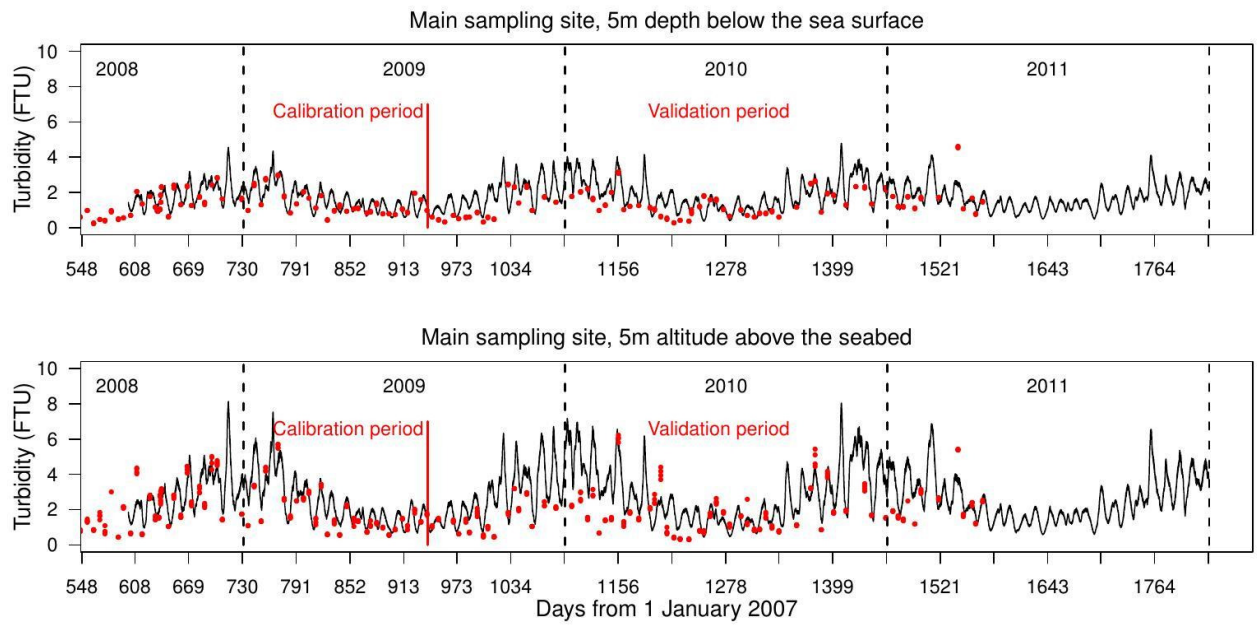 Main sampling site, 5m depth below the sea surface
10
8
6
4
2
0
Turbidity (FTU)
2008 2009 2010 2011
Calibration period Validation period
548 608 669 730 791 852 913 973 1034 1156 1278 1399 1521 1643 1764
Main sampling site, 5m altitude above the seabed
10
8
6
4
2
0
Turbidity (FTU)
2008 2009 2010 2011
Calibration period Validation period
548 608 669 730 791 852 913 973 1034 1156 1278 1399 1521 1643 1764
Days from 1 January 2007